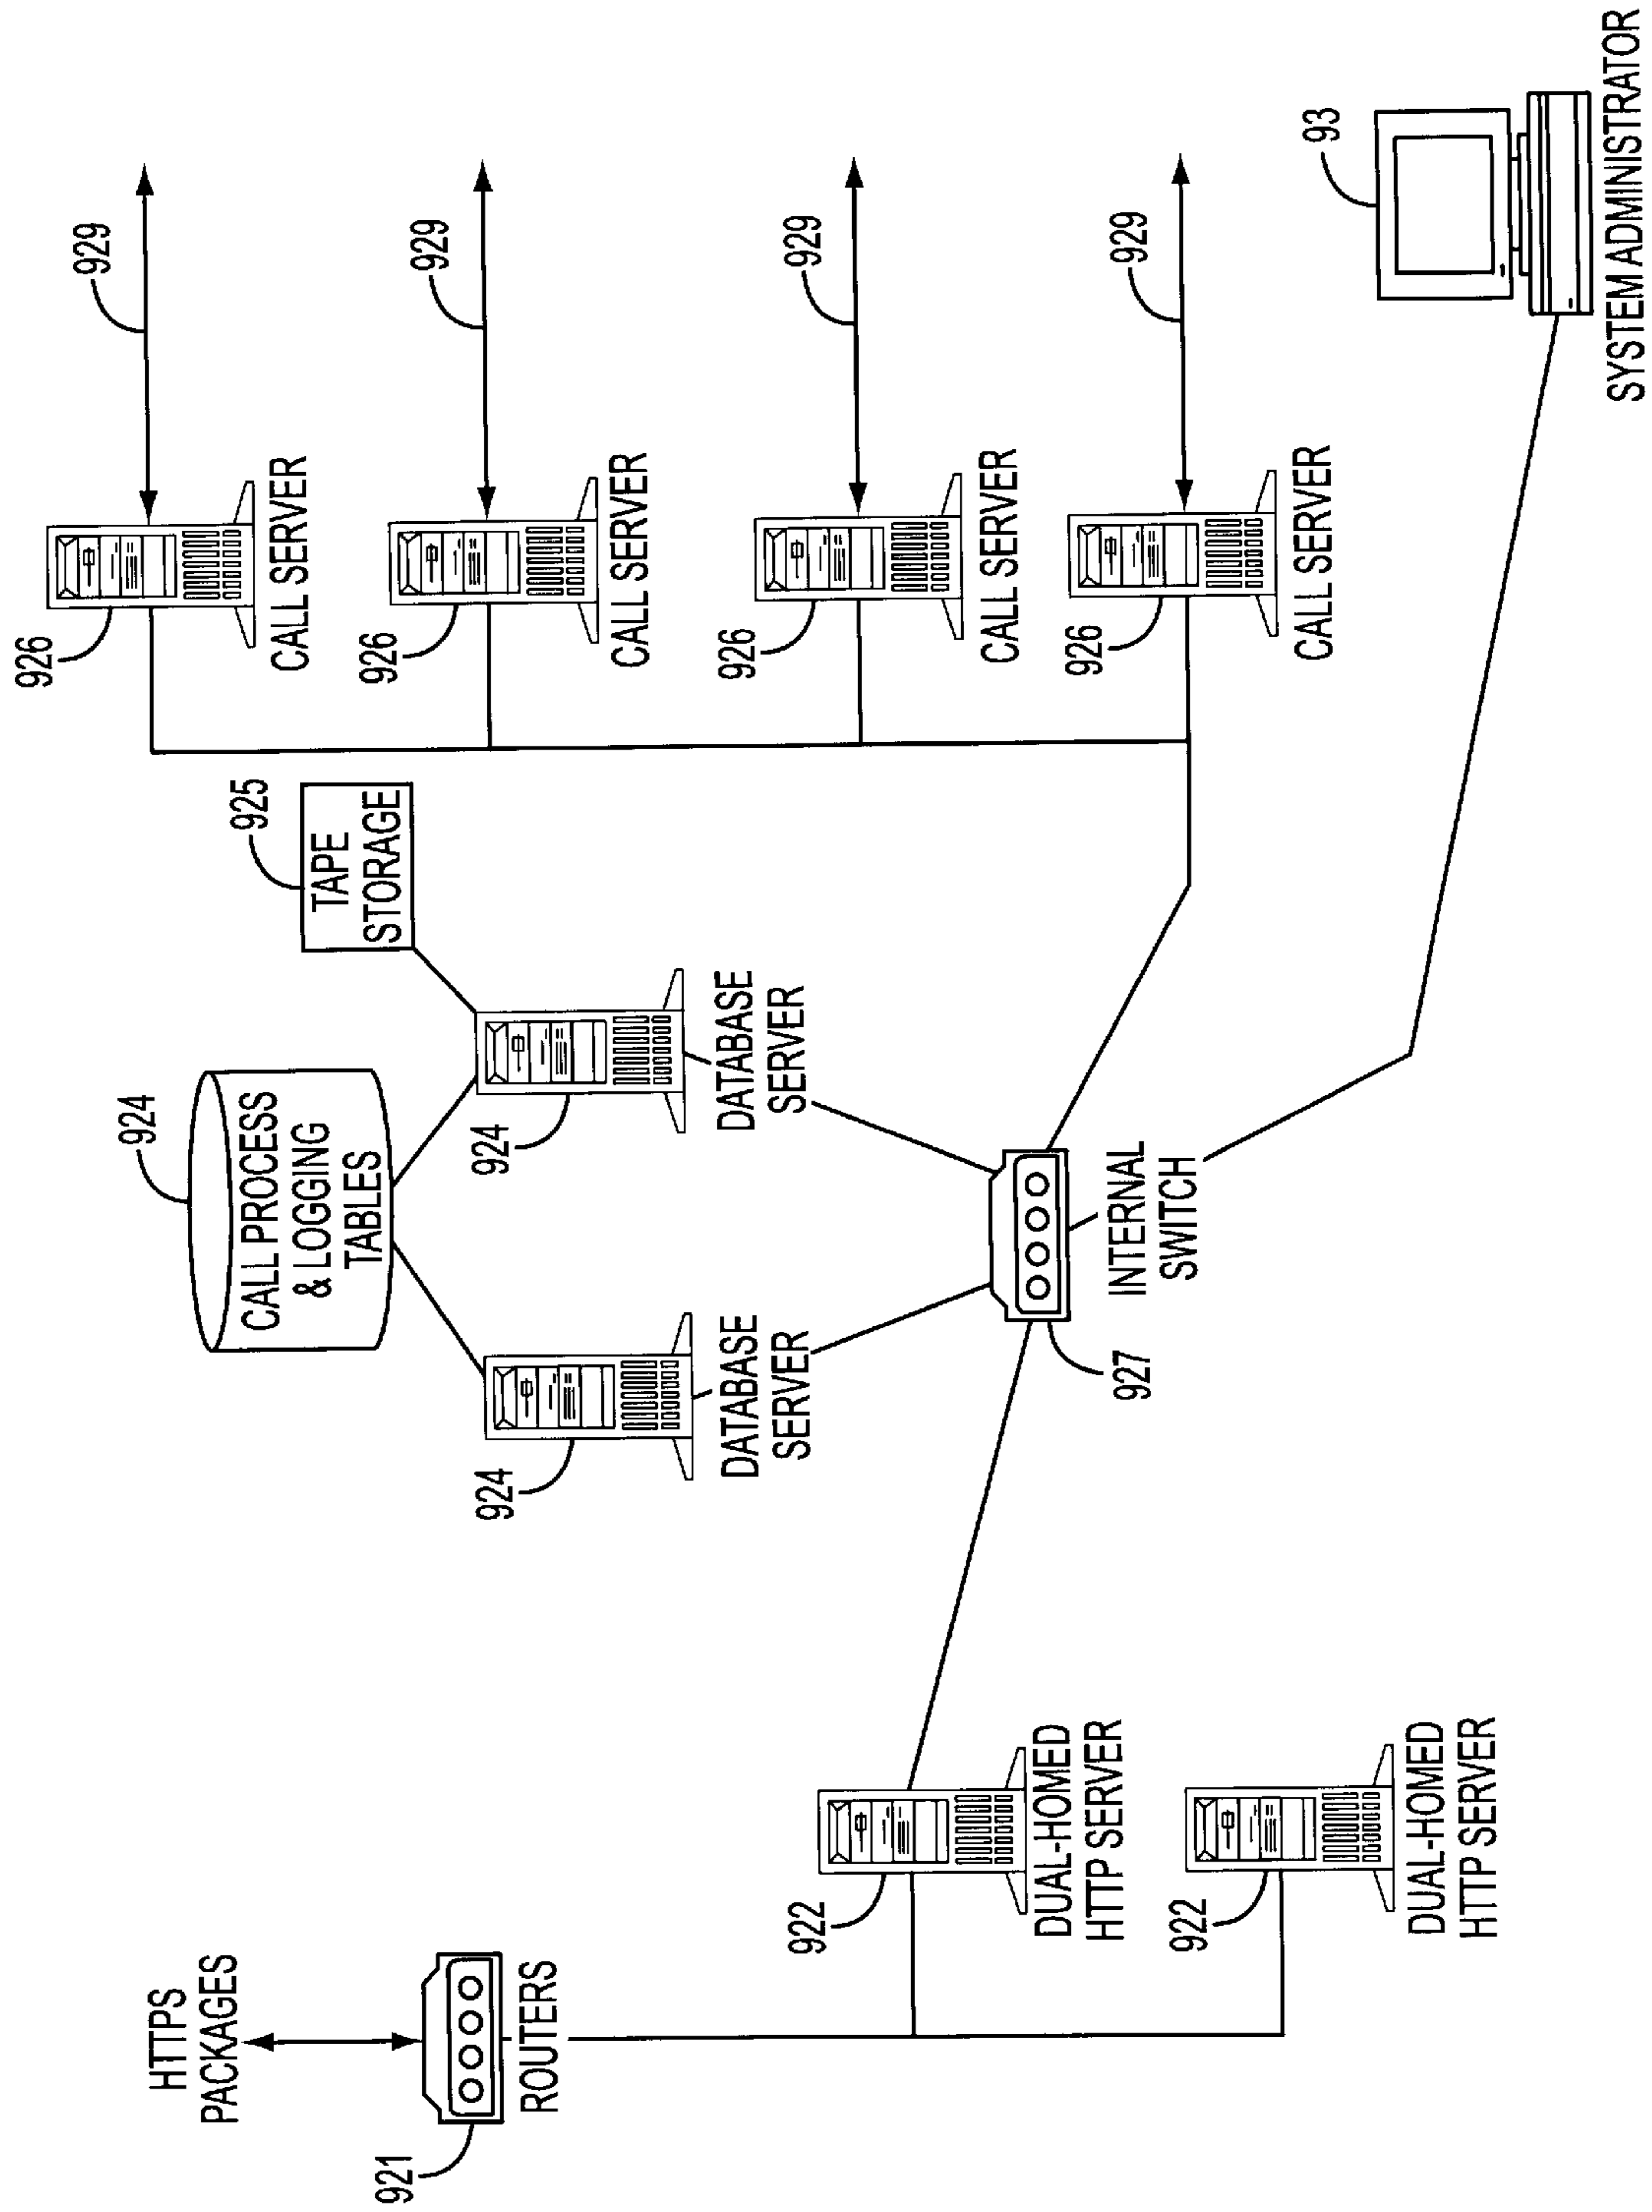 HTTPS
PACKAGES
921
ROUTERS
922
DUAL-HOMED
HTTP SERVER
922
DUAL-HOMED
HTTP SERVER
924
CALL PROCESS
& LOGGING
TABLES
924
DATABASE
SERVER
924
DATABASE
SERVER
925
TAPE
STORAGE
927
INTERNAL
SWITCH
926
CALL SERVER
929
926
CALL SERVER
929
926
CALL SERVER
929
926
CALL SERVER
929
93
SYSTEM ADMINISTRATOR